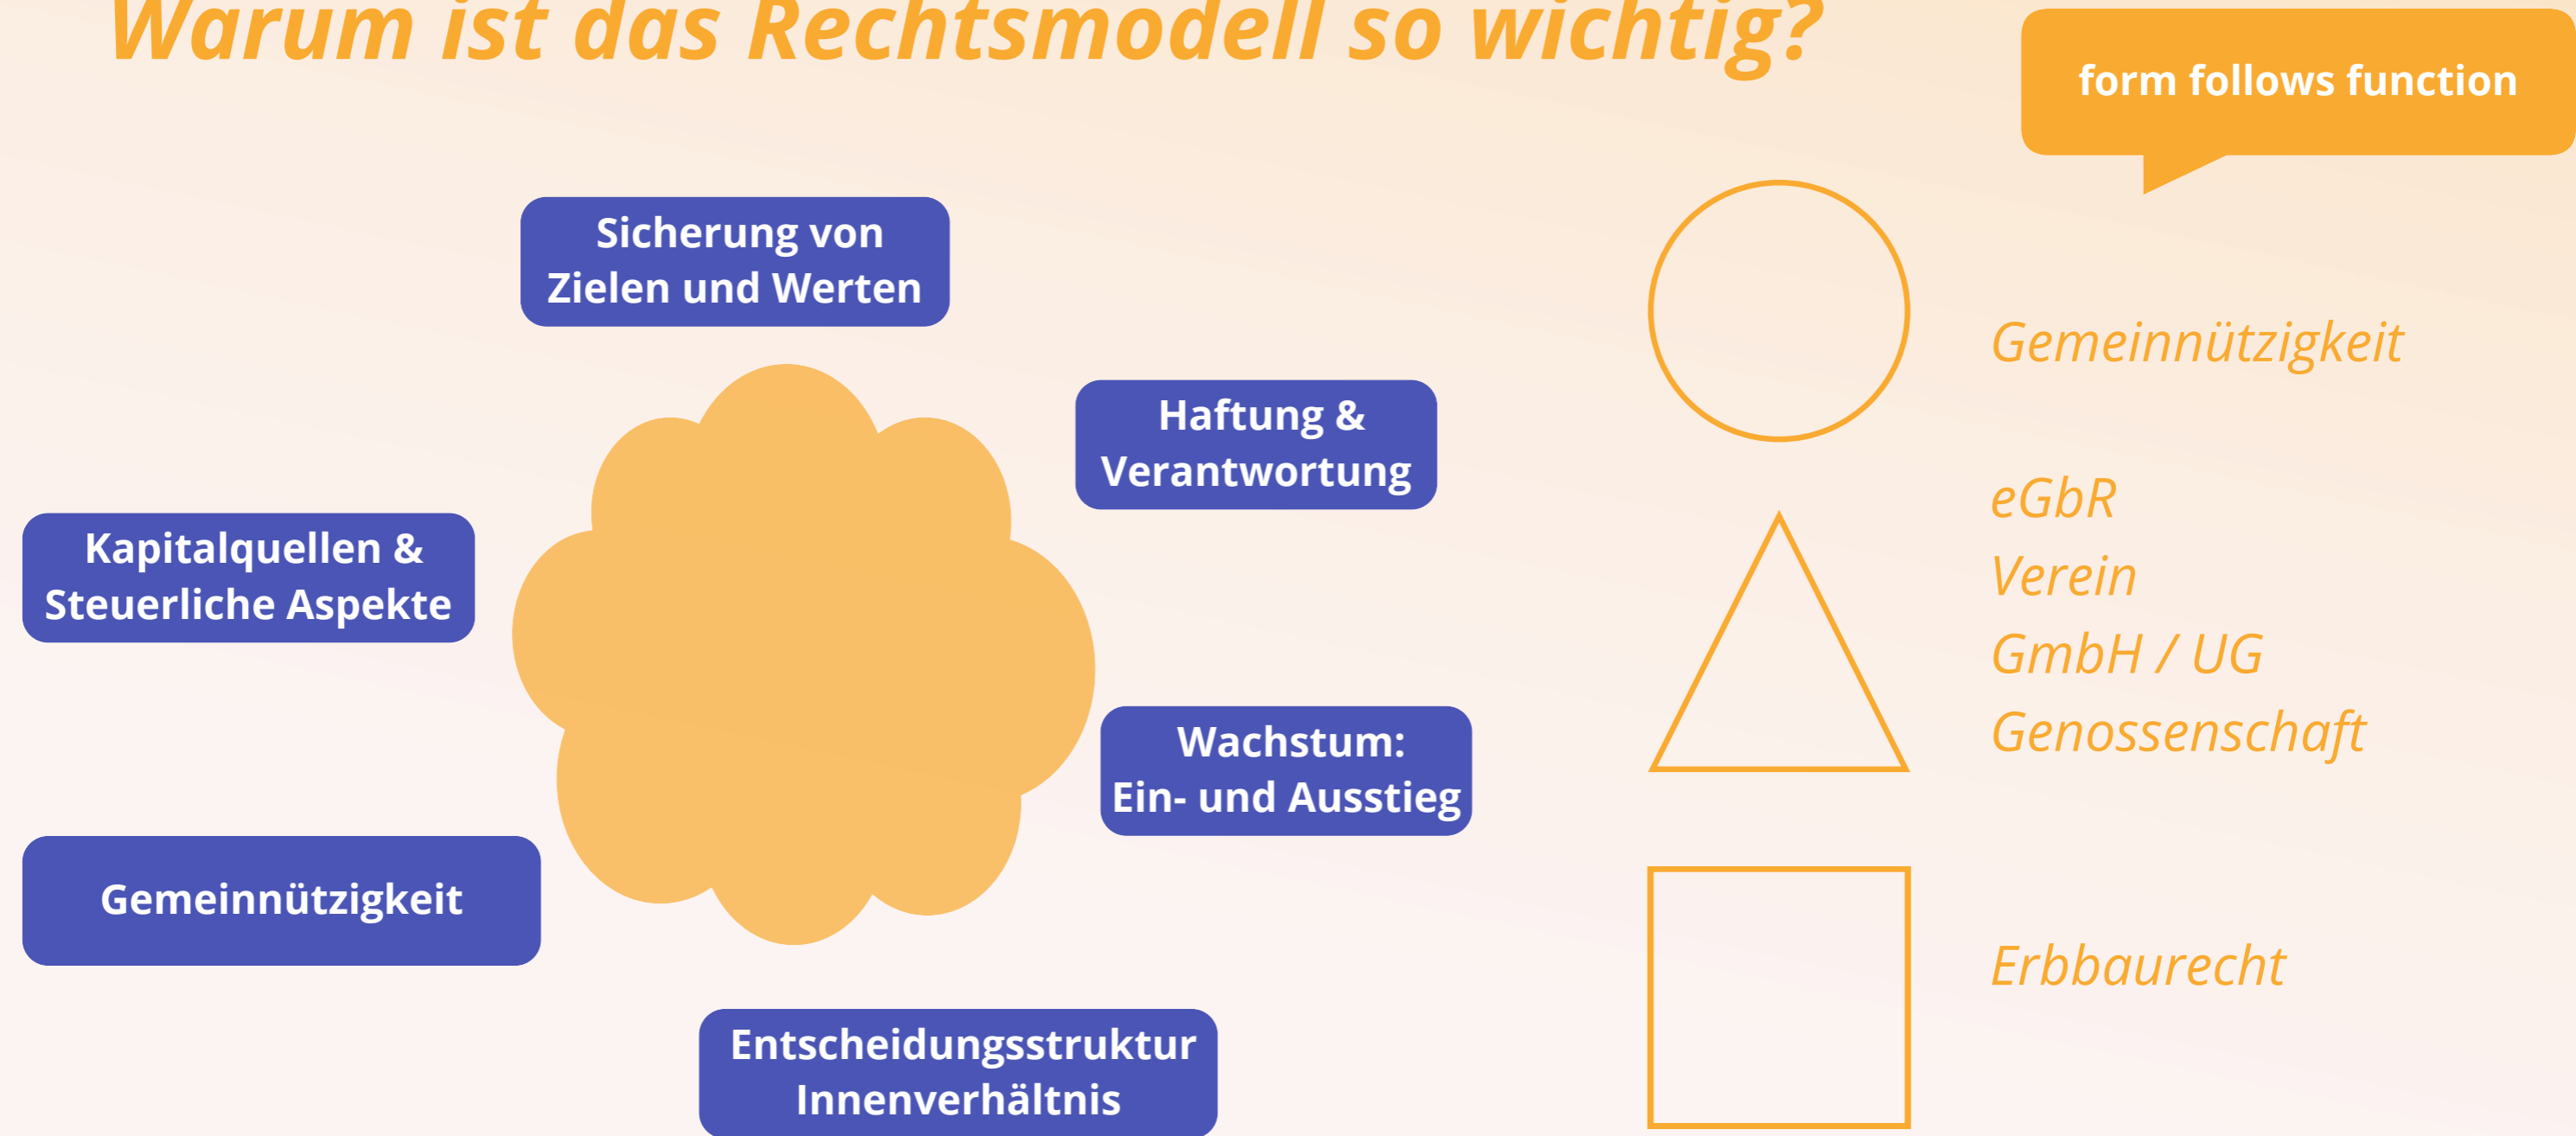 Warum ist das Rechtsmodell so wichtig?
form follows function
Sicherung von
Zielen und Werten
Haftung &
Verantwortung
Kapitalquellen &
Steuerliche Aspekte
Wachstum:
Ein- und Ausstieg
Gemeinnützigkeit
Entscheidungsstruktur
Innenverhältnis
Gemeinnützigkeit
eGbR
Verein
GmbH / UG
Genossenschaft
Erbbaurecht